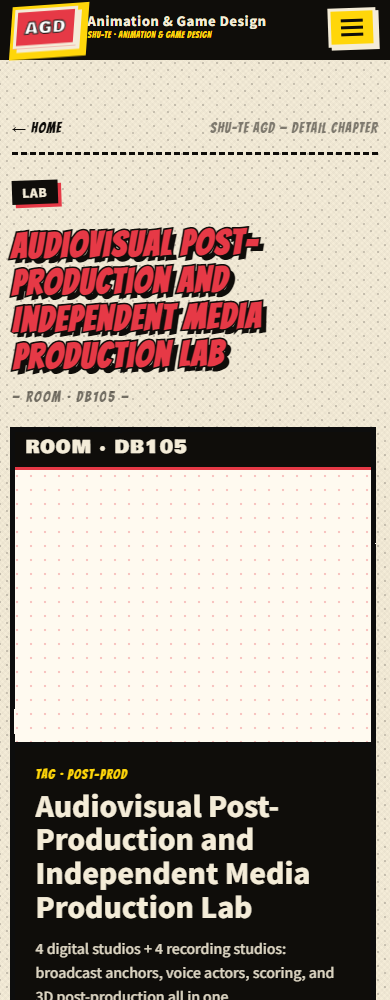 AGD
Animation & Game Design
SHU-TE · ANIMATION & GAME DESIGN
← HOME
SHU-TE AGD — DETAIL CHAPTER
LAB
AUDIOVISUAL POST-
PRODUCTION AND
INDEPENDENT MEDIA
PRODUCTION LAB
— ROOM · DB105 —
ROOM · DB105
TAG · POST-PROD
Audiovisual Post-
Production and
Independent Media
Production Lab
4 digital studios + 4 recording studios:
broadcast anchors, voice actors, scoring, and
3D post-production all in one